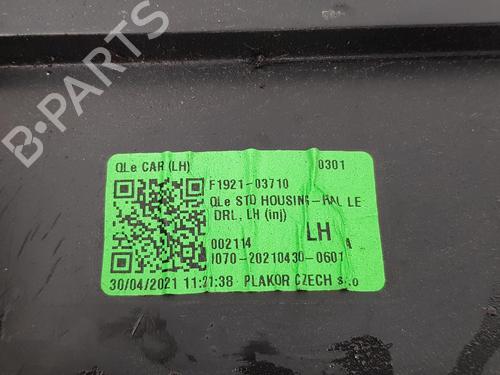 B-PARTS
QLe CAR (LH)
0301
F1921-03710
QLe STD HOUSING-HAL LE
DRL, LH (inj)
002114 LH A
I070-20210430-0601
30/04/2021 11:21:38 PLAKOR CZECH s.r.o